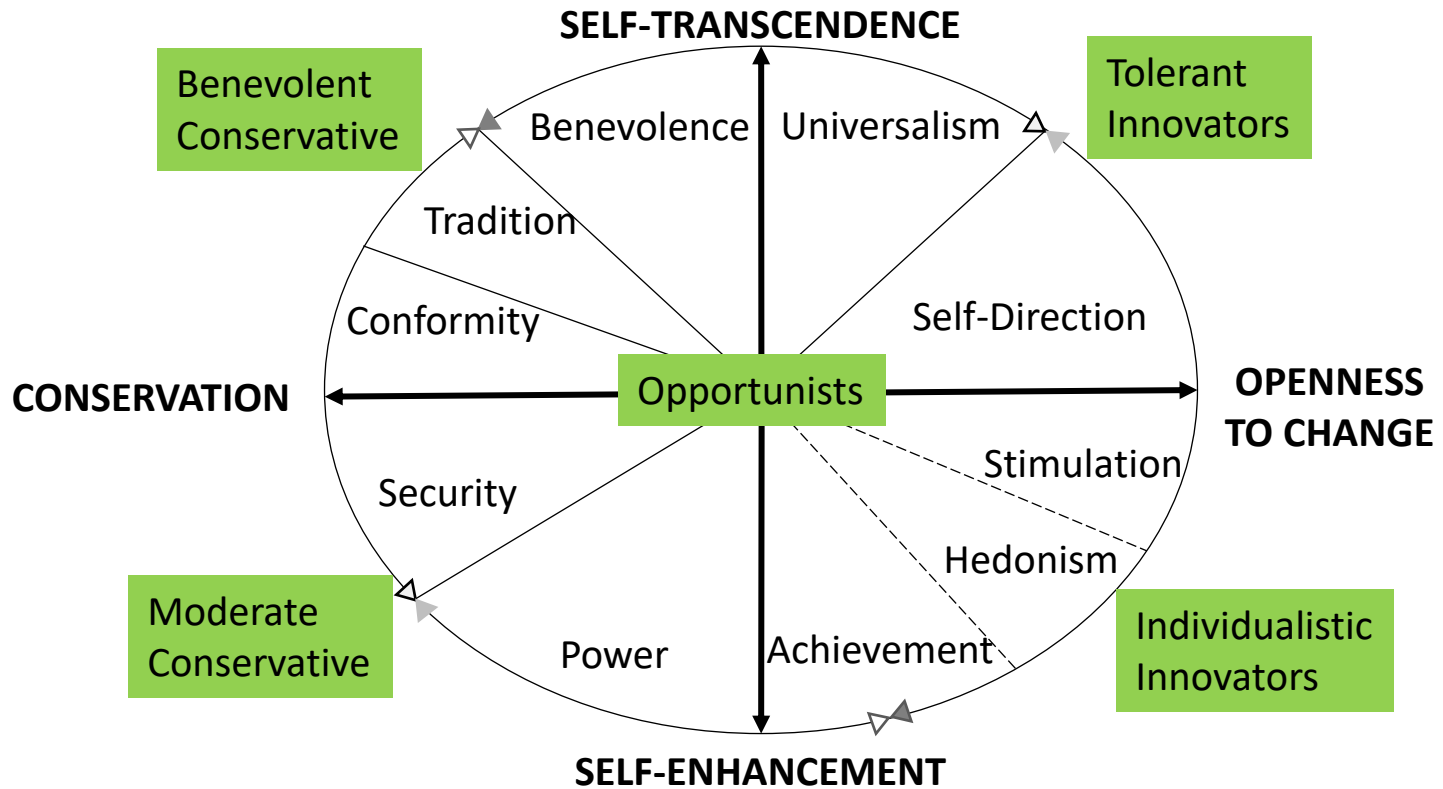 SELF-TRANSCENDENCE
Benevolent
Conservative
Tolerant
Innovators
Benevolence
Universalism
Tradition
Conformity
Self-Direction
CONSERVATION
Opportunists
OPENNESS
TO CHANGE
Stimulation
Security
Hedonism
Moderate
Conservative
Power
Achievement
Individualistic
Innovators
SELF-ENHANCEMENT